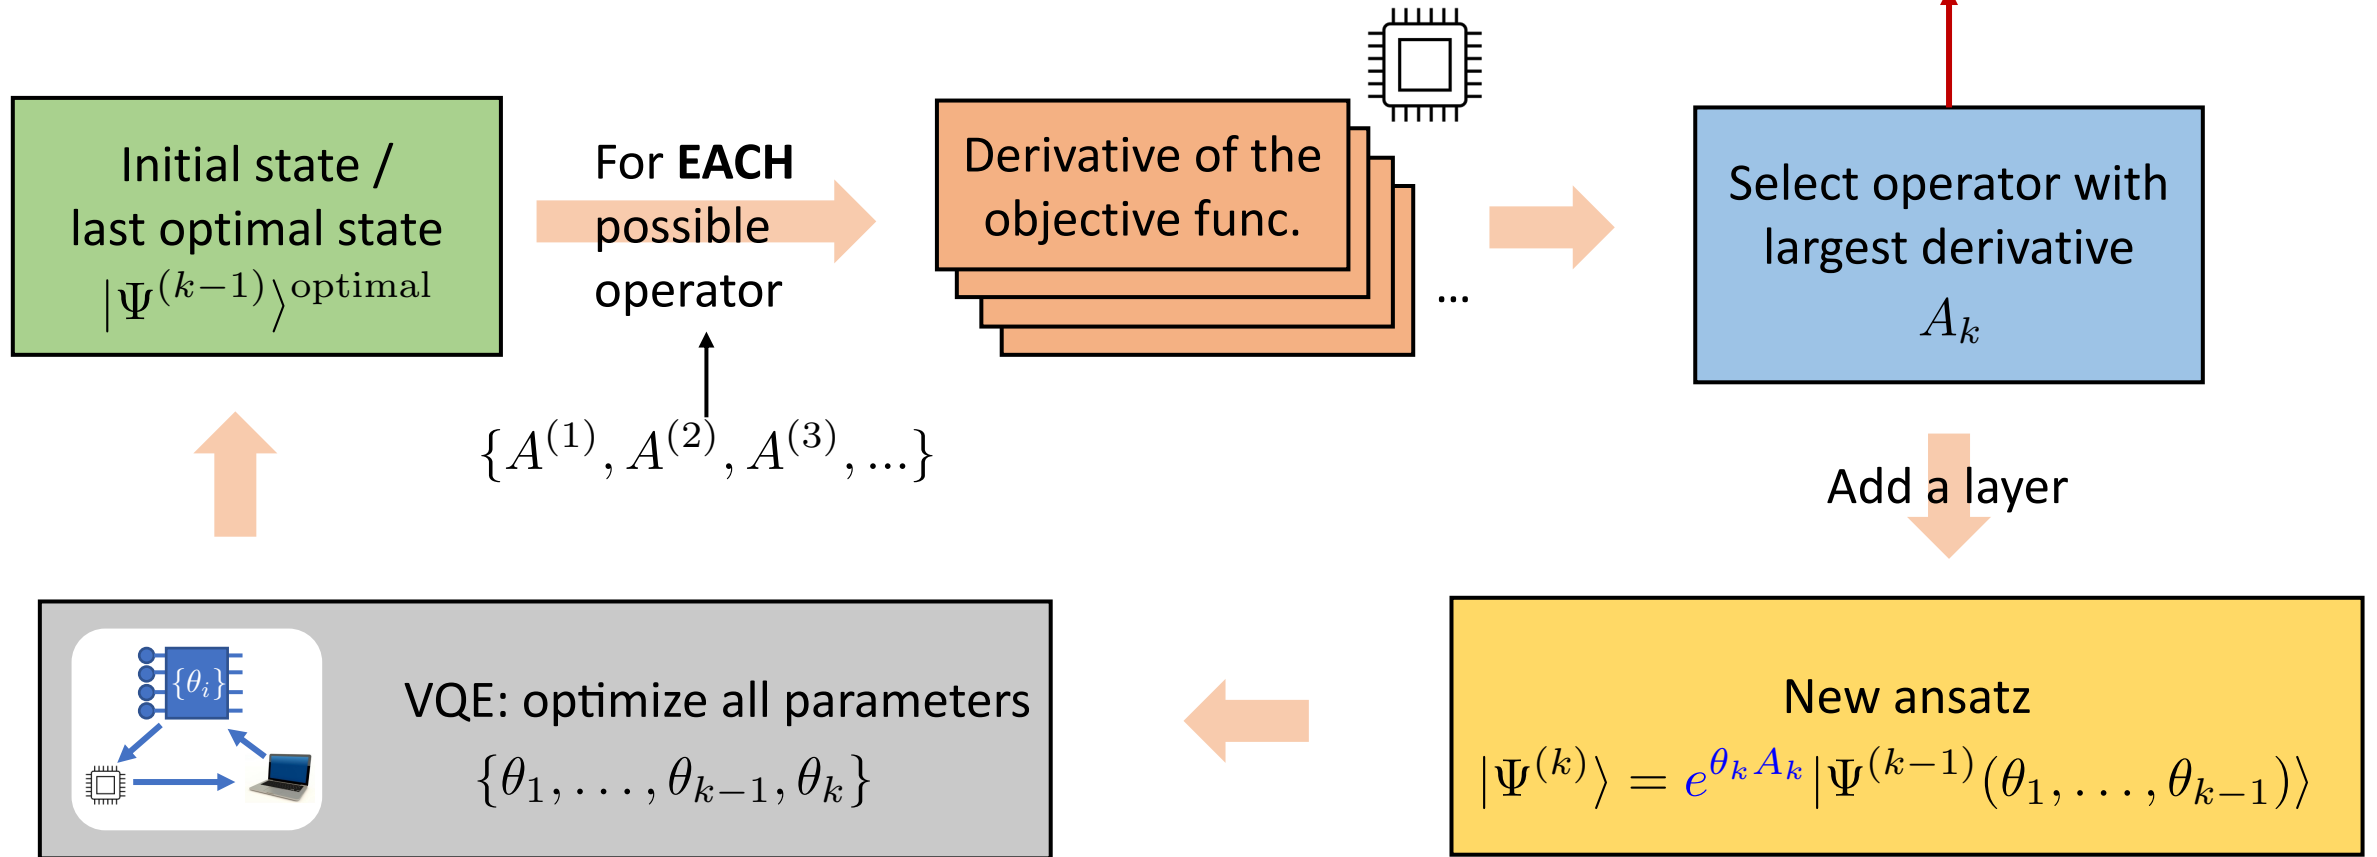 Initial state /
last optimal state
|Ψ^{(k−1)}⟩^{optimal}
For EACH
possible
operator
{A^{(1)}, A^{(2)}, A^{(3)}, ...}
Derivative of the
objective func.
...
Select operator with
largest derivative
A_k
Add a layer
New ansatz
|Ψ^{(k)}⟩ = e^{θ_k A_k}|Ψ^{(k−1)}(θ_1, . . . , θ_{k−1})⟩
{θ_i}
VQE: optimize all parameters
{θ_1, . . . , θ_{k−1}, θ_k}